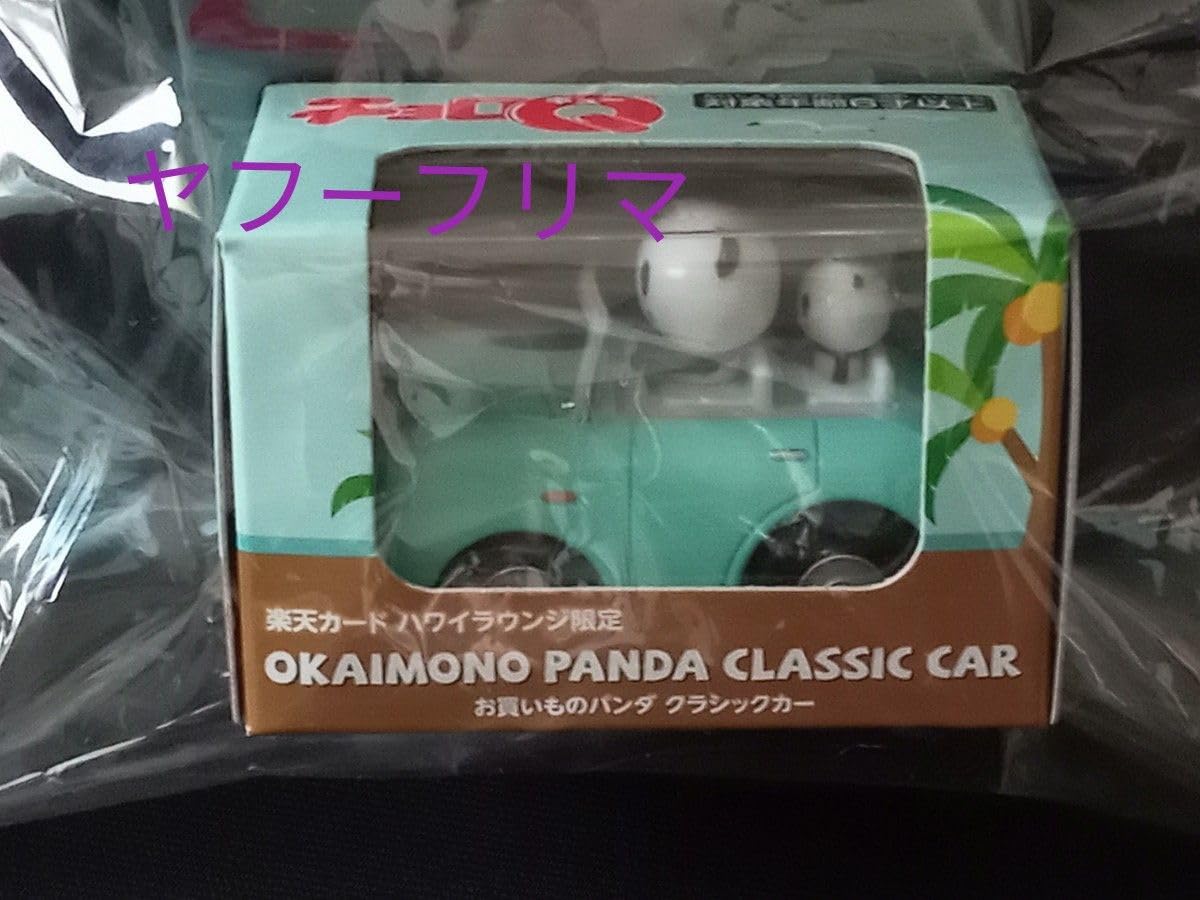 チョロQ
ヤフーフリマ
楽天カード ハワイラウンジ限定
OKAIMONO PANDA CLASSIC CAR
お買いものパンダ クラシックカー